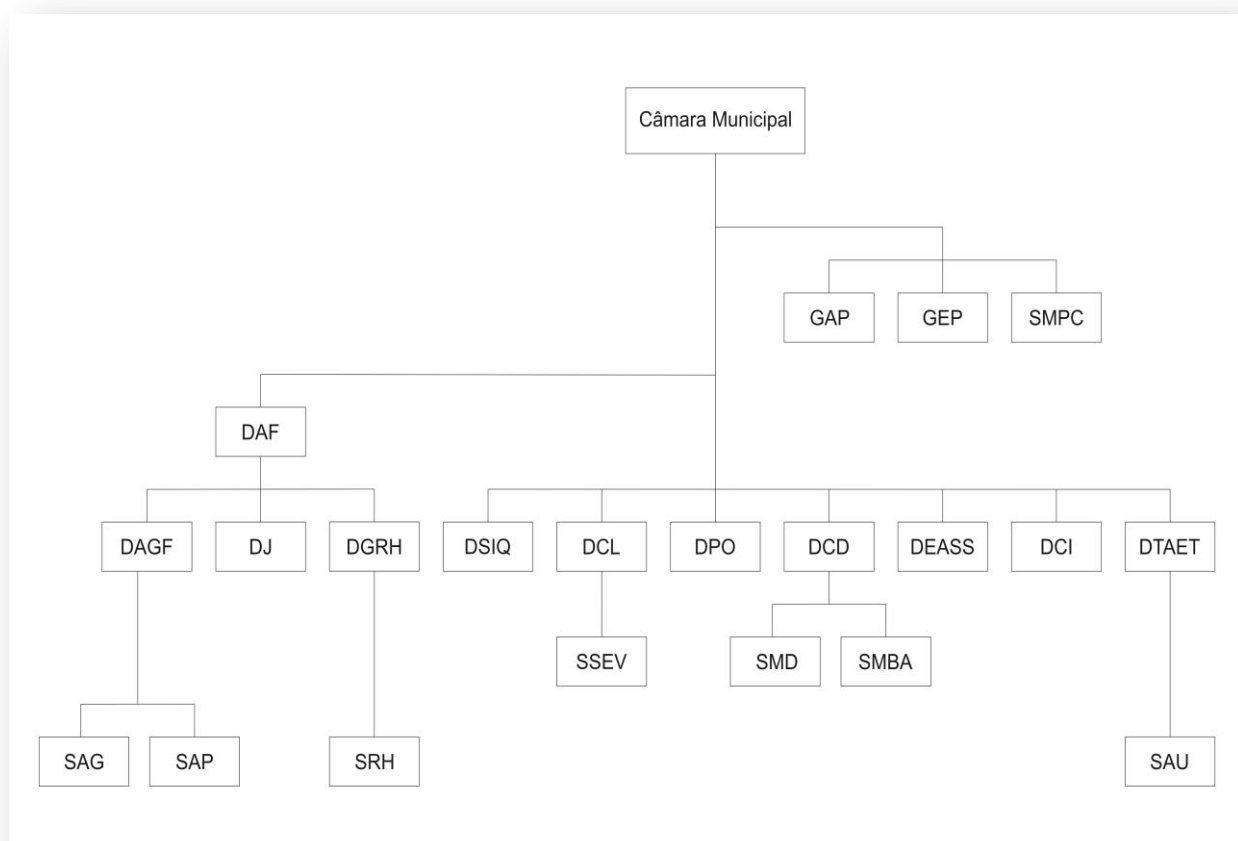 Câmara Municipal
GAP GEP SMPC
DAF
DAGF DJ DGRH DSIQ DCL DPO DCD DEASS DCI DTAET
SSEV SMD SMBA
SAG SAP SRH SAU